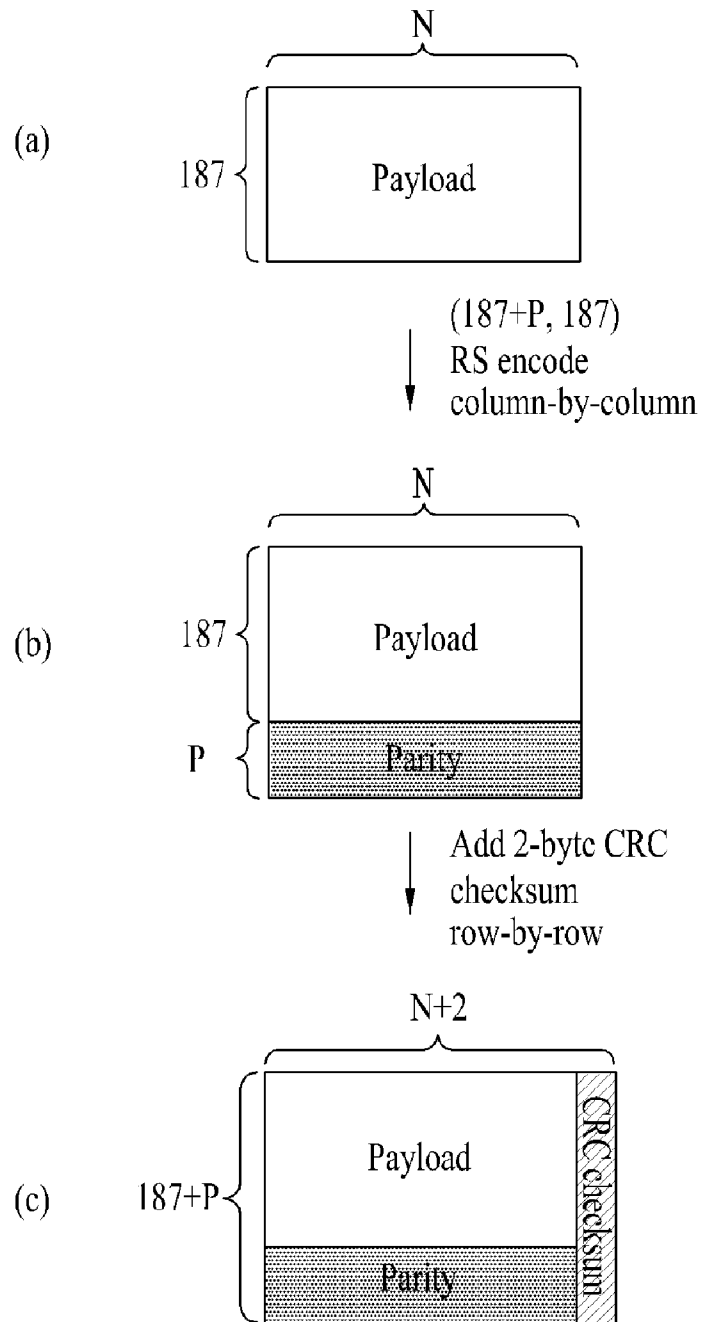 N
(a)
187
Payload
(187+P, 187)
RS encode
column-by-column
N
(b)
187
Payload
P
Parity
Add 2-byte CRC
checksum
row-by-row
N+2
(c)
187+P
Payload
Parity
CRC checksum